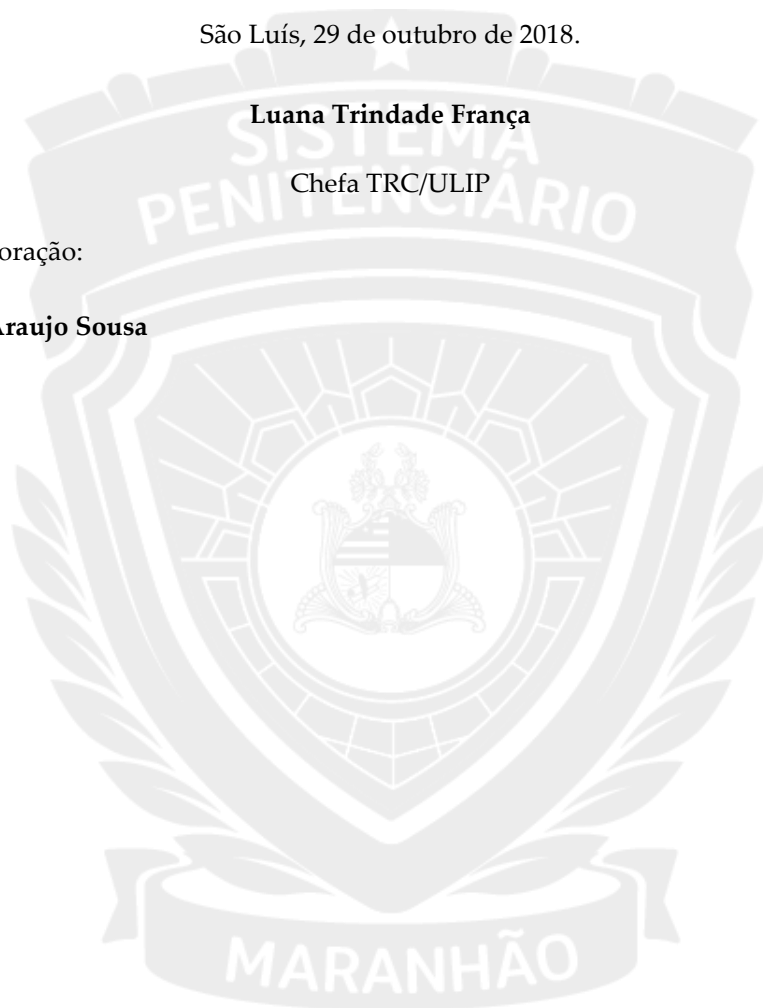 São Luís, 29 de outubro de 2018.
Luana Trindade França
Chefa TRC/ULIP
oração:
Araujo Sousa
SISTEMA
PENITENCIÁRIO
MARANHÃO